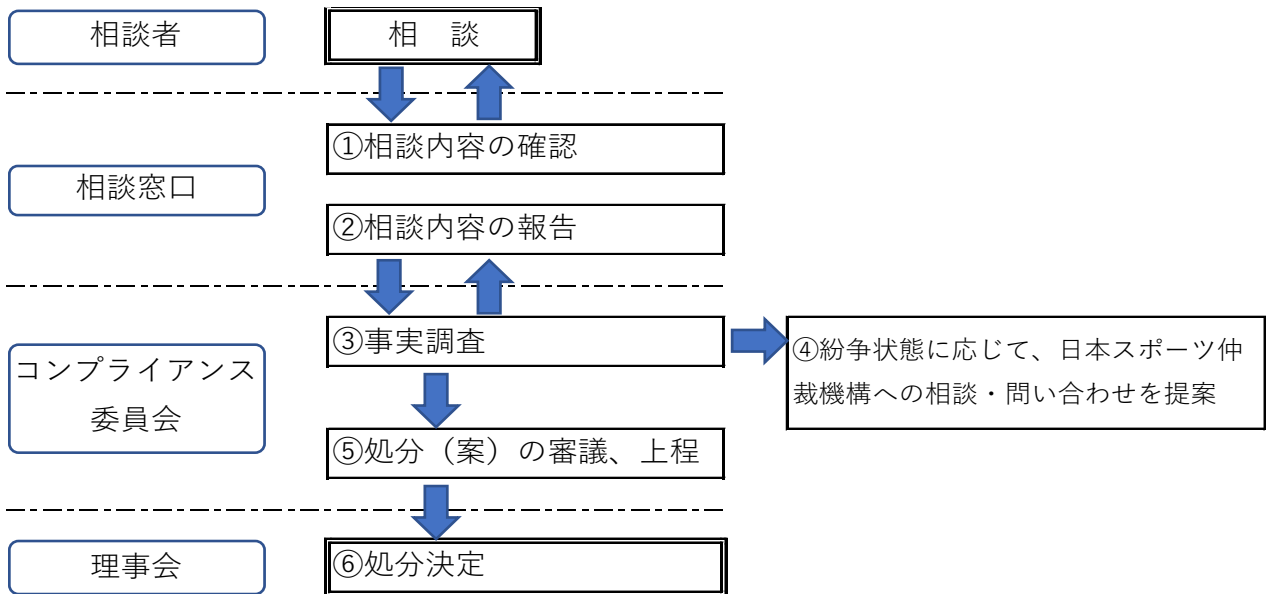 相談者
相　談
①相談内容の確認
相談窓口
②相談内容の報告
③事実調査
④紛争状態に応じて、日本スポーツ仲
裁機構への相談・問い合わせを提案
コンプライアンス
委員会
⑤処分（案）の審議、上程
理事会
⑥処分決定